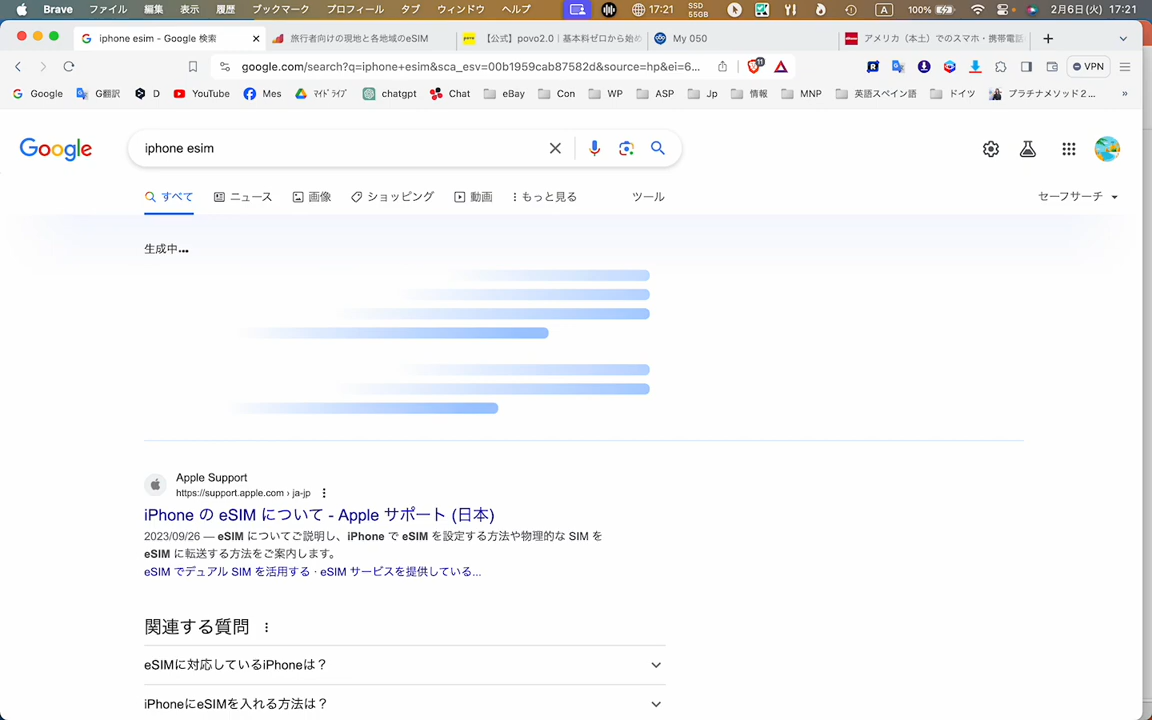 Brave ファイル 編集 表示 履歴 ブックマーク プロファイル タブ ウィンドウ ヘルプ 17:21 SSD 55GB A 100% 2月6日(火) 17:21
iphone esim - Google 検索 旅行者向けの現地と各地域のeSIM povo 【公式】povo2.0｜基本料ゼロから始め My 050 アメリカ（本土）でのスマホ・携帯電話
google.com/search?q=iphone+esim&sca_esv=00b1959cab87582d&source=hp&ei=6... 11 VPN
Google G翻訳 D YouTube Mes マイドライブ chatgpt Chat eBay Con WP ASP Jp 情報 MNP 英語スペイン語 ドイツ プラチナメソッド２... »
Google iphone esim
すべて ニュース 画像 ショッピング 動画 もっと見る ツール セーフサーチ
生成中...
Apple Support
https://support.apple.com › ja-jp
iPhone の eSIM について - Apple サポート (日本)
2023/09/26 — eSIM についてご説明し、iPhone で eSIM を設定する方法や物理的な SIM を
eSIM に転送する方法をご案内します。
eSIM でデュアル SIM を活用する · eSIM サービスを提供している...
関連する質問
eSIMに対応しているiPhoneは？
iPhoneにeSIMを入れる方法は？